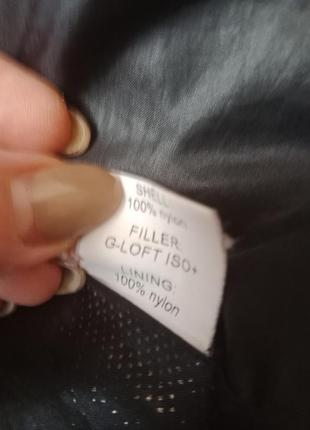 SHELL
100% nylon
FILLER
G-LOFT ISO+
LINING:
100% nylon